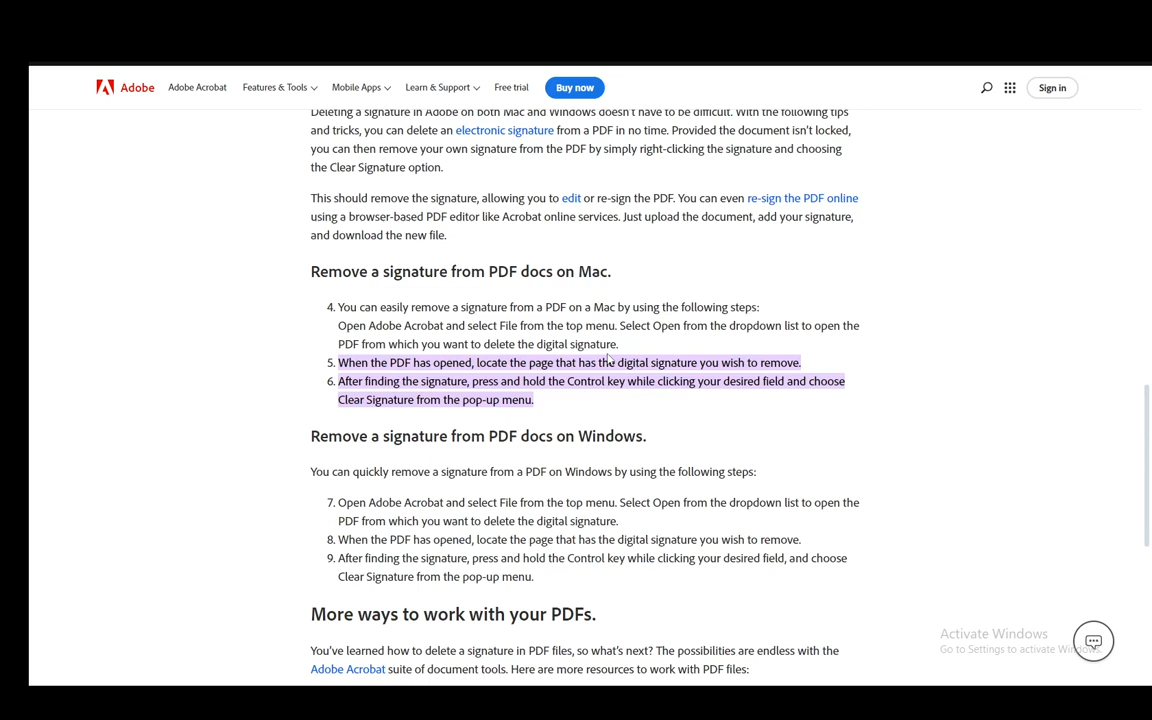 Adobe
Adobe Acrobat
Features & Tools
Mobile Apps
Learn & Support
Free trial
Buy now
Sign in
Deleting a signature in Adobe on both Mac and Windows doesn't have to be difficult. With the following tips
and tricks, you can delete an electronic signature from a PDF in no time. Provided the document isn't locked,
you can then remove your own signature from the PDF by simply right-clicking the signature and choosing
the Clear Signature option.
This should remove the signature, allowing you to edit or re-sign the PDF. You can even re-sign the PDF online
using a browser-based PDF editor like Acrobat online services. Just upload the document, add your signature,
and download the new file.
Remove a signature from PDF docs on Mac.
4. You can easily remove a signature from a PDF on a Mac by using the following steps:
Open Adobe Acrobat and select File from the top menu. Select Open from the dropdown list to open the
PDF from which you want to delete the digital signature.
5. When the PDF has opened, locate the page that has the digital signature you wish to remove.
6. After finding the signature, press and hold the Control key while clicking your desired field and choose
Clear Signature from the pop-up menu.
Remove a signature from PDF docs on Windows.
You can quickly remove a signature from a PDF on Windows by using the following steps:
7. Open Adobe Acrobat and select File from the top menu. Select Open from the dropdown list to open the
PDF from which you want to delete the digital signature.
8. When the PDF has opened, locate the page that has the digital signature you wish to remove.
9. After finding the signature, press and hold the Control key while clicking your desired field, and choose
Clear Signature from the pop-up menu.
More ways to work with your PDFs.
You've learned how to delete a signature in PDF files, so what's next? The possibilities are endless with the
Adobe Acrobat suite of document tools. Here are more resources to work with PDF files:
Activate Windows
Go to Settings to activate Windows.